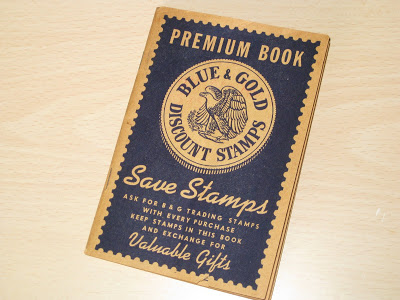 PREMIUM BOOK
BLUE & GOLD
DISCOUNT STAMPS
Save Stamps
ASK FOR B & G TRADING STAMPS
WITH EVERY PURCHASE
KEEP STAMPS IN THIS BOOK
AND EXCHANGE FOR
Valuable Gifts